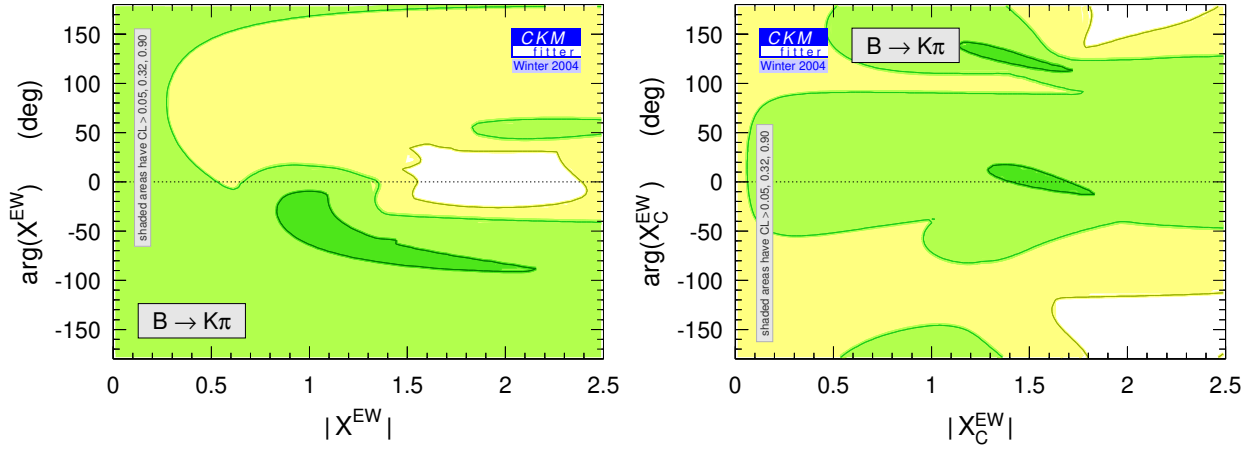 150
100
50
0
-50
-100
-150
arg(X^EW) (deg)
shaded areas have CL > 0.05, 0.32, 0.90
CKM
fitter
Winter 2004
B → Kπ
0 0.5 1 1.5 2 2.5
| X^EW |
150
100
50
0
-50
-100
-150
arg(X_C^EW) (deg)
shaded areas have CL > 0.05, 0.32, 0.90
CKM
fitter
Winter 2004
B → Kπ
0 0.5 1 1.5 2 2.5
| X_C^EW |